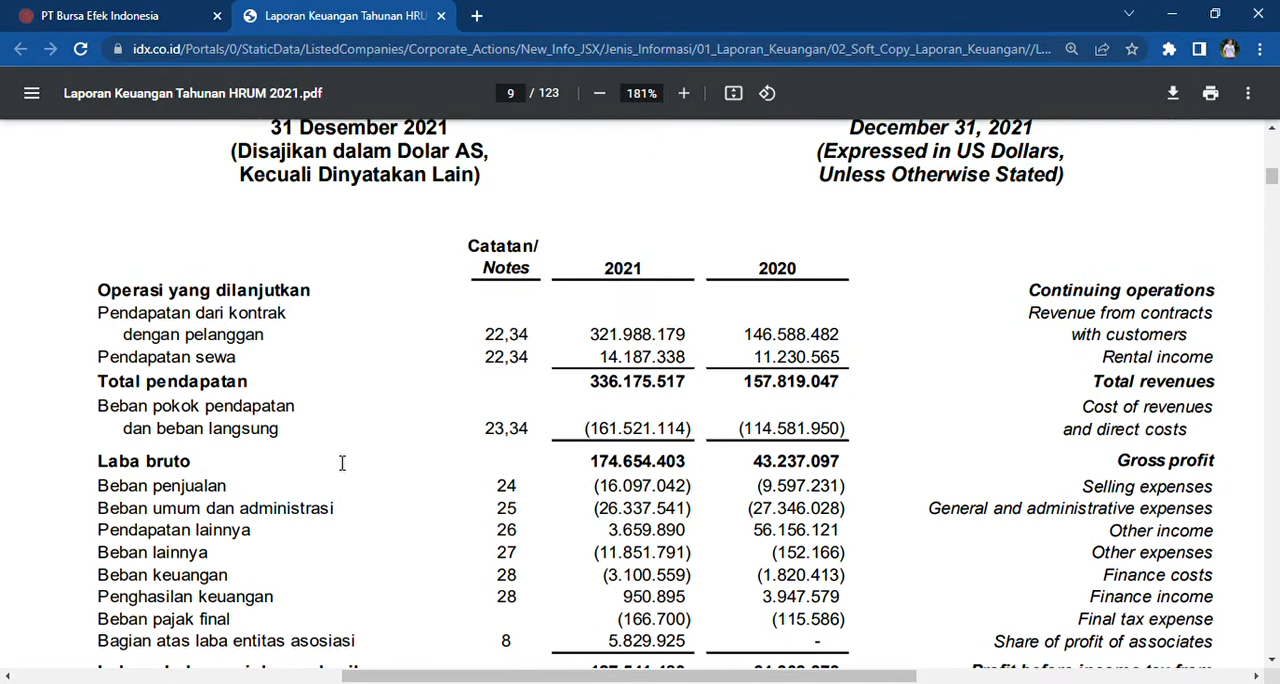 PT Bursa Efek Indonesia
Laporan Keuangan Tahunan HRU
idx.co.id/Portals/0/StaticData/ListedCompanies/Corporate_Actions/New_Info_JSX/Jenis_Informasi/01_Laporan_Keuangan/02_Soft_Copy_Laporan_Keuangan//L...
Laporan Keuangan Tahunan HRUM 2021.pdf 9 / 123 181%
31 Desember 2021 December 31, 2021
(Disajikan dalam Dolar AS, (Expressed in US Dollars,
Kecuali Dinyatakan Lain) Unless Otherwise Stated)
Catatan/
Notes 2021 2020
Operasi yang dilanjutkan Continuing operations
Pendapatan dari kontrak Revenue from contracts
dengan pelanggan 22,34 321.988.179 146.588.482 with customers
Pendapatan sewa 22,34 14.187.338 11.230.565 Rental income
Total pendapatan 336.175.517 157.819.047 Total revenues
Beban pokok pendapatan Cost of revenues
dan beban langsung 23,34 (161.521.114) (114.581.950) and direct costs
Laba bruto 174.654.403 43.237.097 Gross profit
Beban penjualan 24 (16.097.042) (9.597.231) Selling expenses
Beban umum dan administrasi 25 (26.337.541) (27.346.028) General and administrative expenses
Pendapatan lainnya 26 3.659.890 56.156.121 Other income
Beban lainnya 27 (11.851.791) (152.166) Other expenses
Beban keuangan 28 (3.100.559) (1.820.413) Finance costs
Penghasilan keuangan 28 950.895 3.947.579 Finance income
Beban pajak final (166.700) (115.586) Final tax expense
Bagian atas laba entitas asosiasi 8 5.829.925 - Share of profit of associates
Profit before income tax from